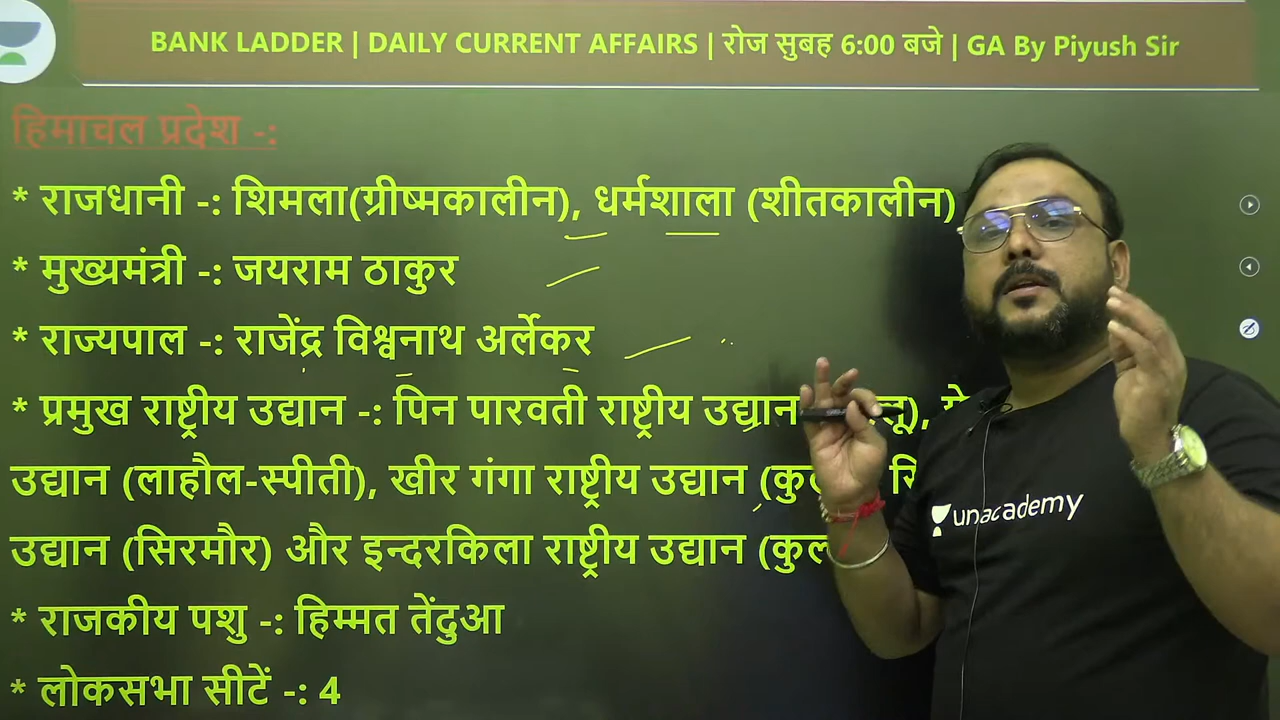 BANK LADDER | DAILY CURRENT AFFAIRS | रोज सुबह 6:00 बजे | GA By Piyush Sir
हिमाचल प्रदेश -:
* राजधानी -: शिमला(ग्रीष्मकालीन), धर्मशाला (शीतकालीन)
* मुख्यमंत्री -: जयराम ठाकुर
* राज्यपाल -: राजेंद्र विश्वनाथ अर्लेकर
* प्रमुख राष्ट्रीय उद्यान -: पिन पारवती राष्ट्रीय उद्यान
उद्यान (लाहौल-स्पीती), खीर गंगा राष्ट्रीय उद्यान
उद्यान (सिरमौर) और इन्दरकिला राष्ट्रीय उद्यान
* राजकीय पशु -: हिम्मत तेंदुआ
* लोकसभा सीटें -: 4
unacademy